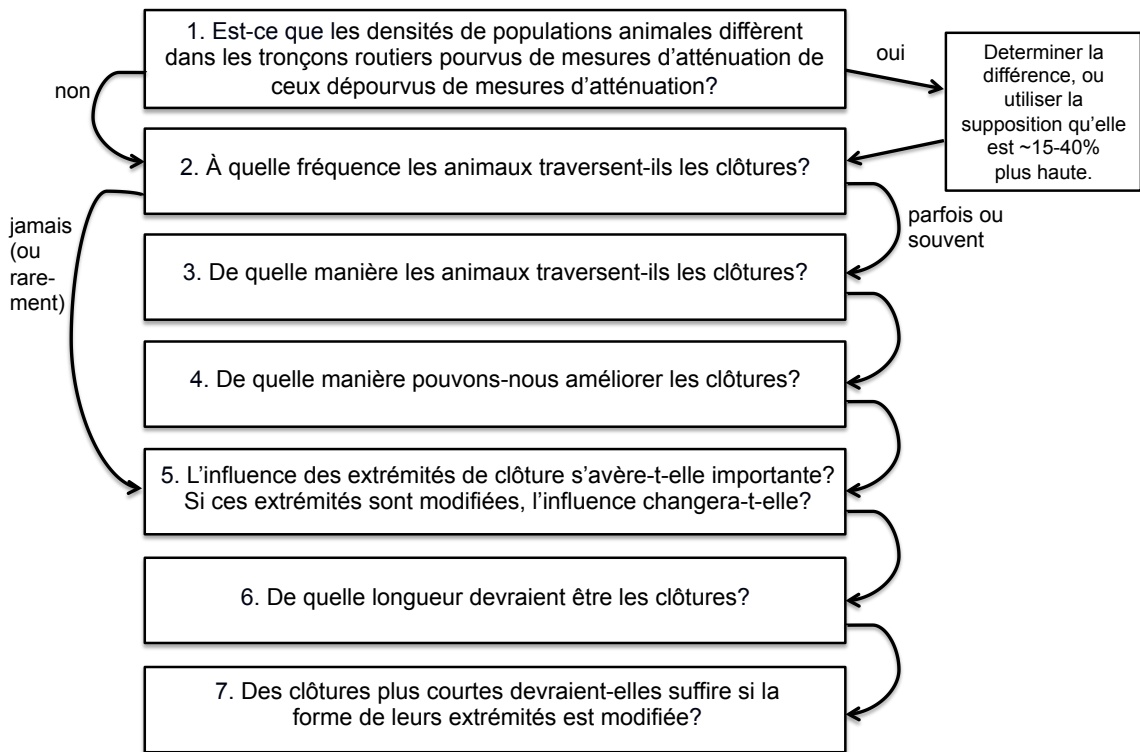 1. Est-ce que les densités de populations animales diffèrent
dans les tronçons routiers pourvus de mesures d’atténuation de
ceux dépourvus de mesures d’atténuation?
oui
Determiner la
différence, ou
utiliser la
supposition qu’elle
est ~15-40%
plus haute.
non
2. À quelle fréquence les animaux traversent-ils les clôtures?
jamais
(ou
rare-
ment)
parfois ou
souvent
3. De quelle manière les animaux traversent-ils les clôtures?
4. De quelle manière pouvons-nous améliorer les clôtures?
5. L’influence des extrémités de clôture s’avère-t-elle importante?
Si ces extrémités sont modifiées, l’influence changera-t-elle?
6. De quelle longueur devraient être les clôtures?
7. Des clôtures plus courtes devraient-elles suffire si la
forme de leurs extrémités est modifiée?